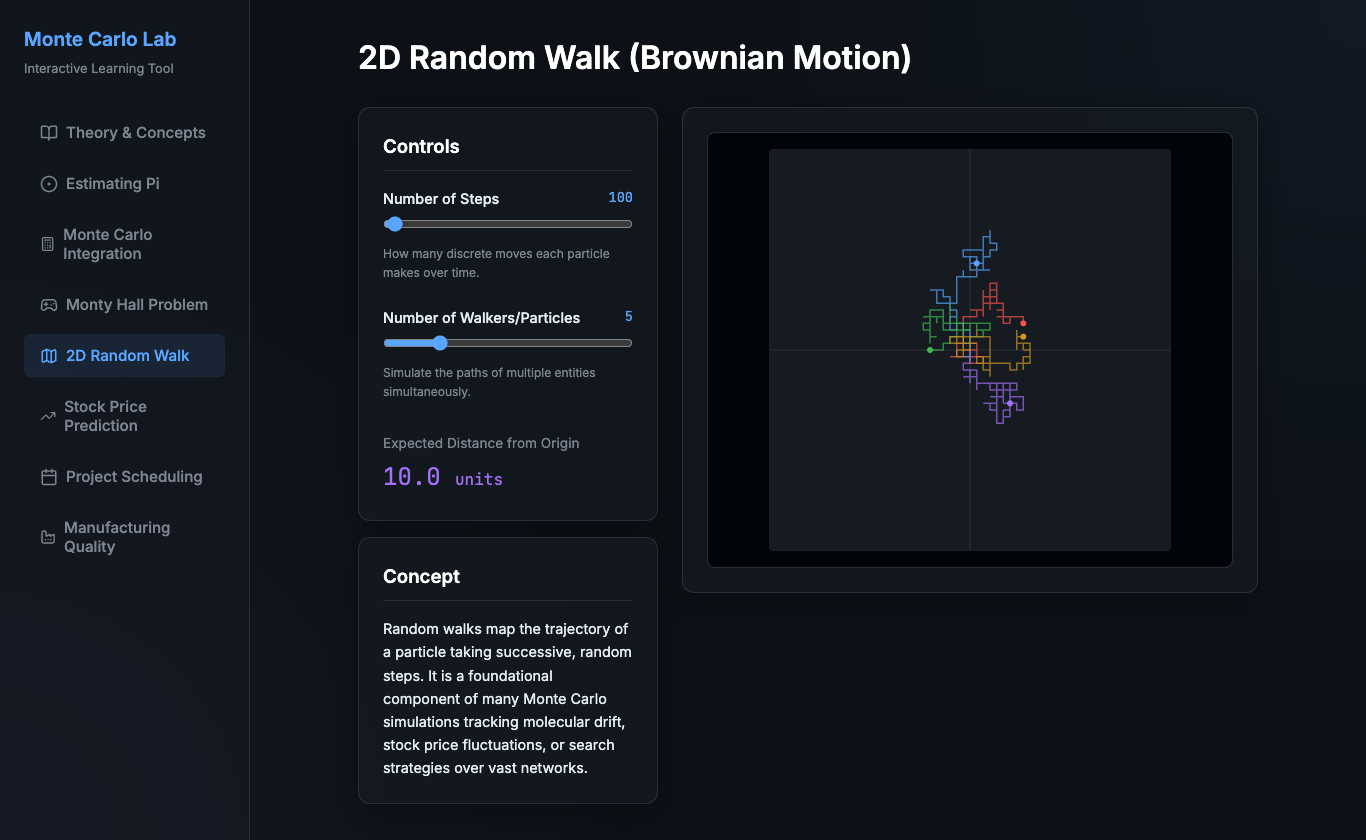 Monte Carlo Lab
Interactive Learning Tool
Theory & Concepts
Estimating Pi
Monte Carlo
Integration
Monty Hall Problem
2D Random Walk
Stock Price
Prediction
Project Scheduling
Manufacturing
Quality
2D Random Walk (Brownian Motion)
Controls
Number of Steps 100
How many discrete moves each particle
makes over time.
Number of Walkers/Particles 5
Simulate the paths of multiple entities
simultaneously.
Expected Distance from Origin
10.0 units
Concept
Random walks map the trajectory of
a particle taking successive, random
steps. It is a foundational
component of many Monte Carlo
simulations tracking molecular drift,
stock price fluctuations, or search
strategies over vast networks.